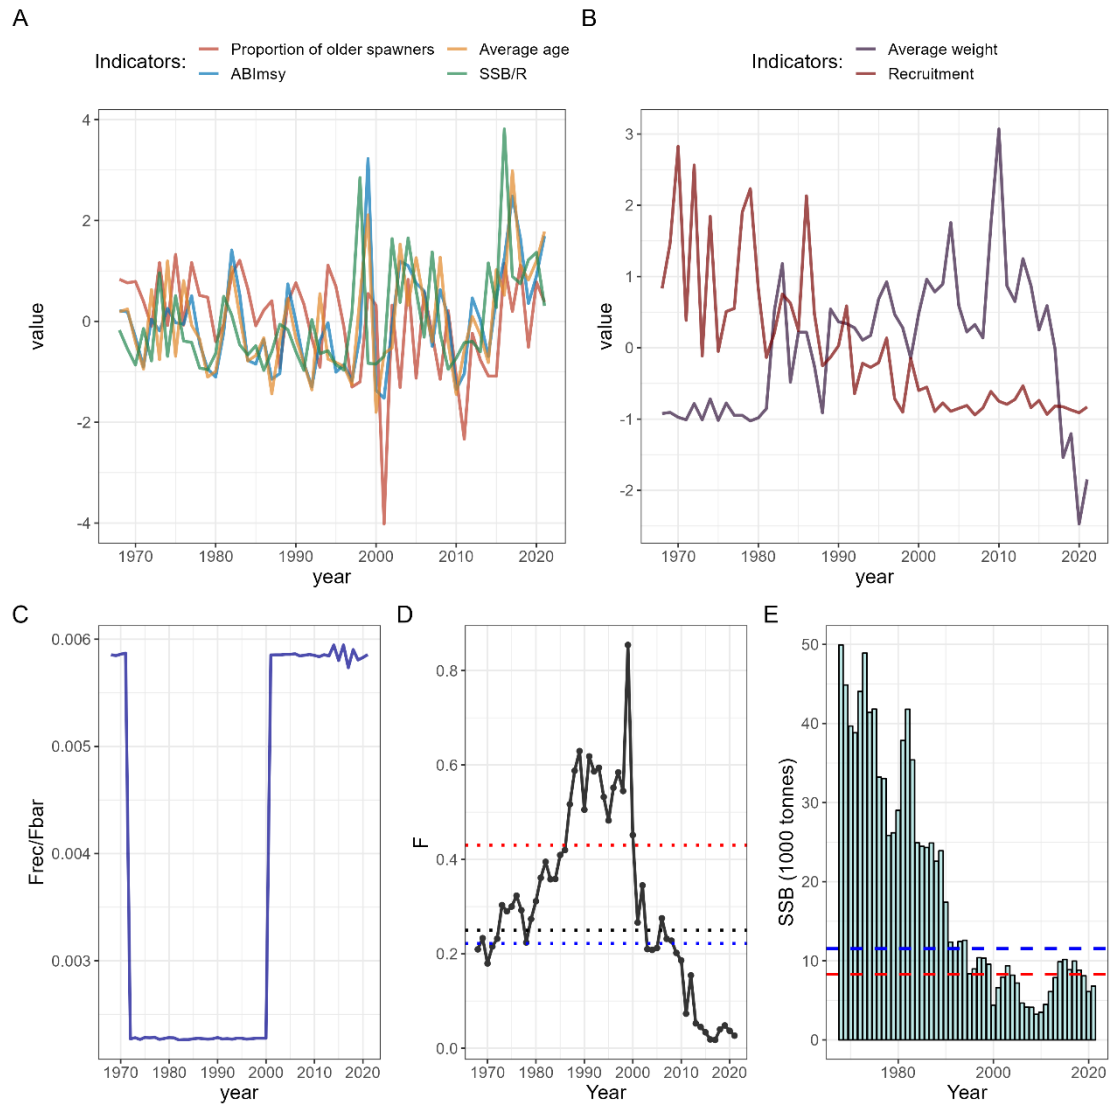 A
Indicators:
Proportion of older spawners
Average age
ABImsy
SSB/R
value
4
2
0
-2
-4
1970 1980 1990 2000 2010 2020
year
B
Indicators:
Average weight
Recruitment
value
3
2
1
0
-1
-2
1970 1980 1990 2000 2010 2020
year
C
Frec/Fbar
0.006
0.005
0.004
0.003
1970 1980 1990 2000 2010 2020
year
D
F
0.8
0.6
0.4
0.2
0.0
1970 1980 1990 2000 2010 2020
Year
E
SSB (1000 tonnes)
50
40
30
20
10
0
1980 2000 2020
Year